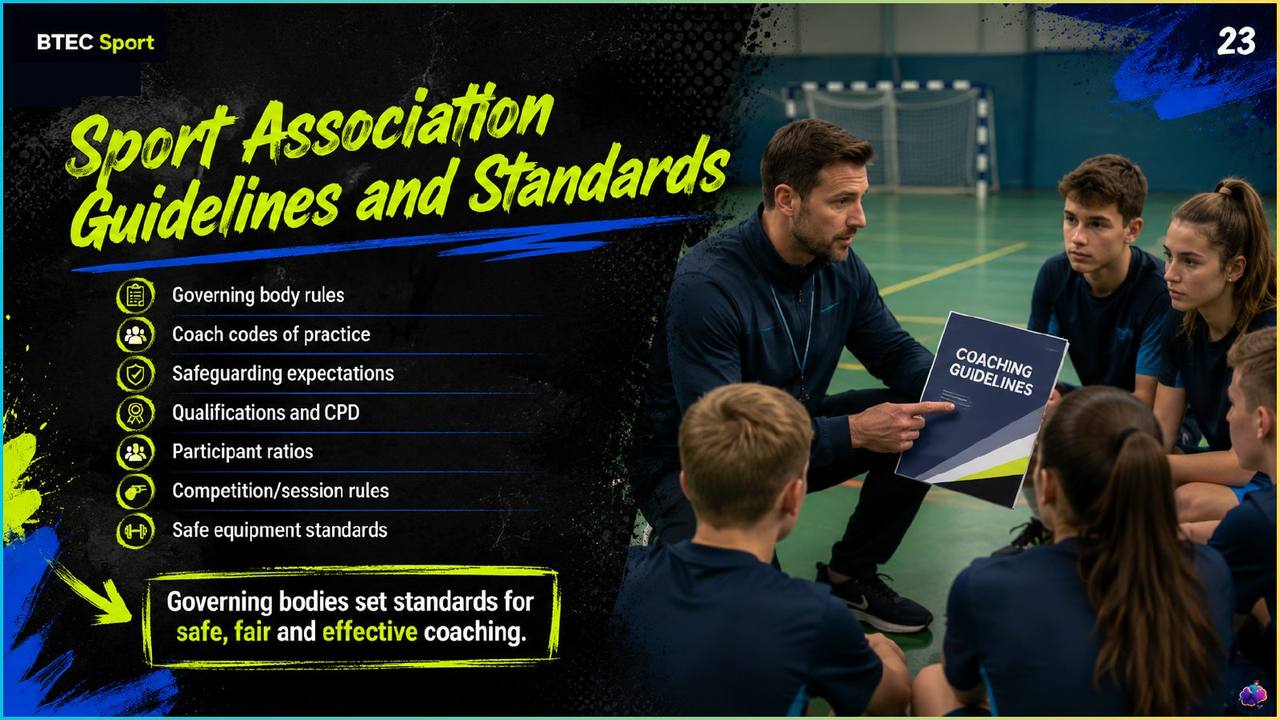 BTEC Sport
23
Sport Association
Guidelines and Standards
Governing body rules
Coach codes of practice
Safeguarding expectations
Qualifications and CPD
Participant ratios
Competition/session rules
Safe equipment standards
Governing bodies set standards for
safe, fair and effective coaching.
COACHING
GUIDELINES